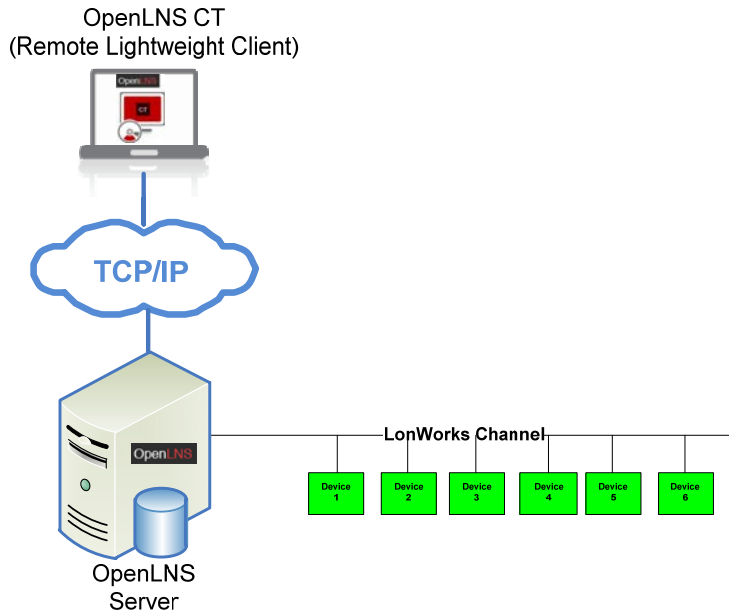 OpenLNS CT
(Remote Lightweight Client)
OpenLNS
CT
TCP/IP
OpenLNS
LonWorks Channel
Device
1
Device
2
Device
3
Device
4
Device
5
Device
6
OpenLNS
Server